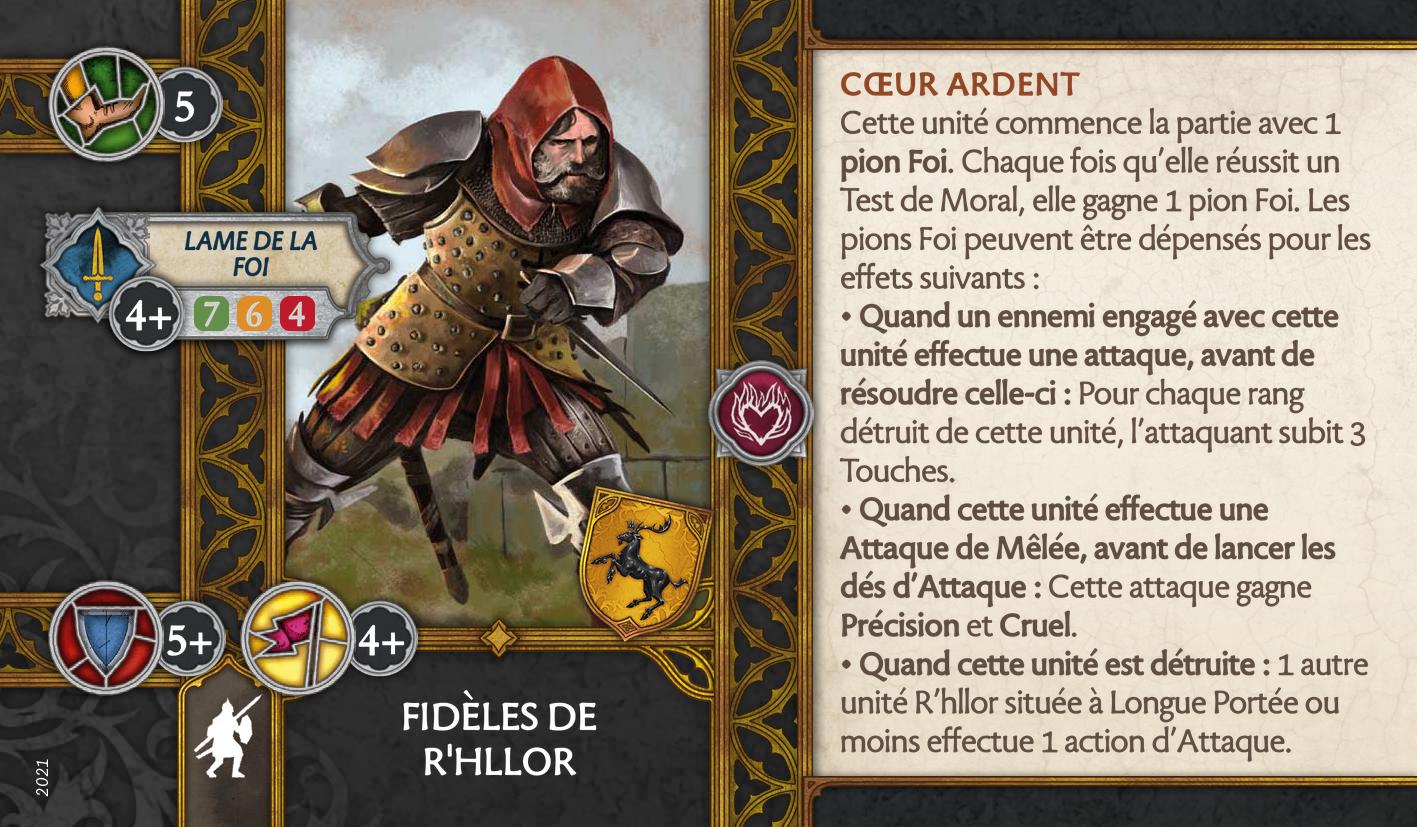 5
LAME DE LA
FOI
4+ 7 6 4
5+ 4+
FIDÈLES DE
R'HLLOR
2021
CŒUR ARDENT
Cette unité commence la partie avec 1
pion Foi. Chaque fois qu’elle réussit un
Test de Moral, elle gagne 1 pion Foi. Les
pions Foi peuvent être dépensés pour les
effets suivants :
• Quand un ennemi engagé avec cette
unité effectue une attaque, avant de
résoudre celle-ci : Pour chaque rang
détruit de cette unité, l’attaquant subit 3
Touches.
• Quand cette unité effectue une
Attaque de Mêlée, avant de lancer les
dés d’Attaque : Cette attaque gagne
Précision et Cruel.
• Quand cette unité est détruite : 1 autre
unité R’hllor située à Longue Portée ou
moins effectue 1 action d’Attaque.